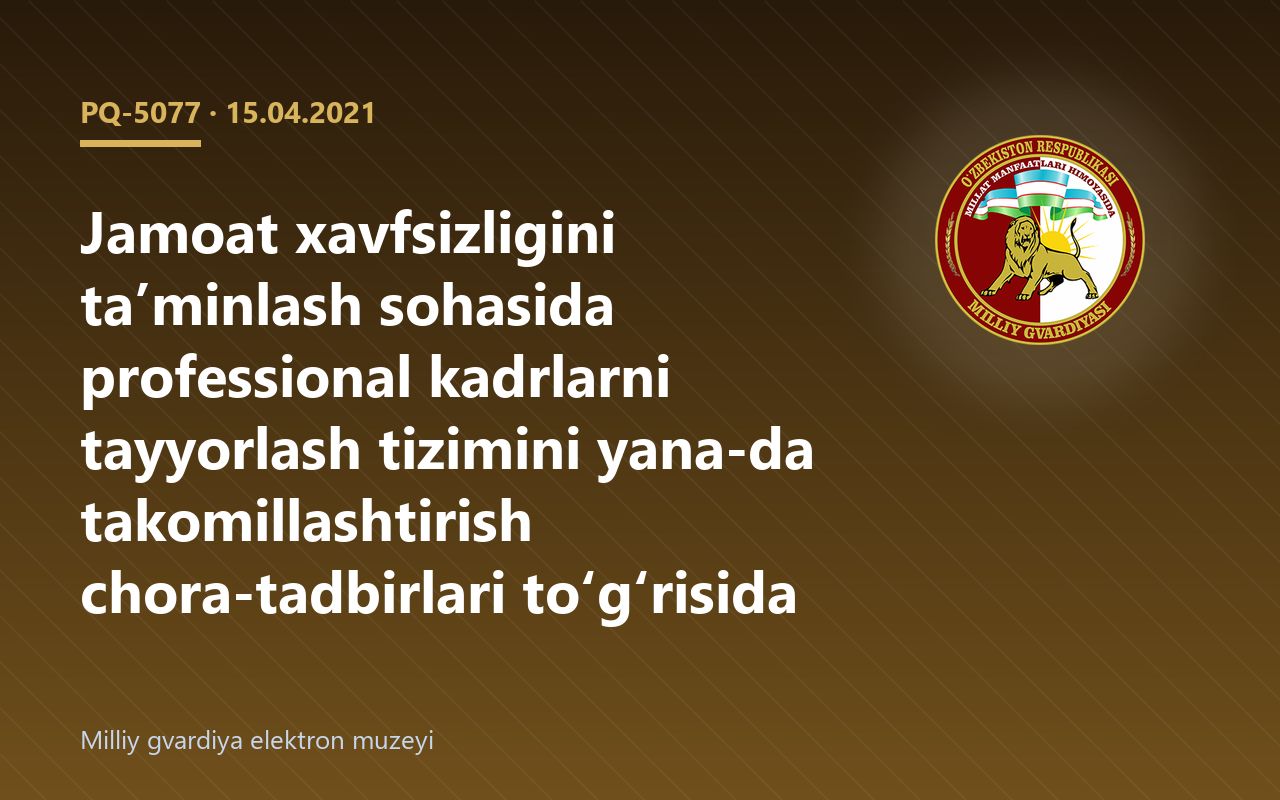 PQ-5077 · 15.04.2021
O‘ZBEKISTON RESPUBLIKASI
MILLAT MANFAATLARI HIMOYASIDA
MILLIY GVARDIYASI
Jamoat xavfsizligini
ta’minlash sohasida
professional kadrlarni
tayyorlash tizimini yana-da
takomillashtirish
chora-tadbirlari to‘g‘risida
Milliy gvardiya elektron muzeyi